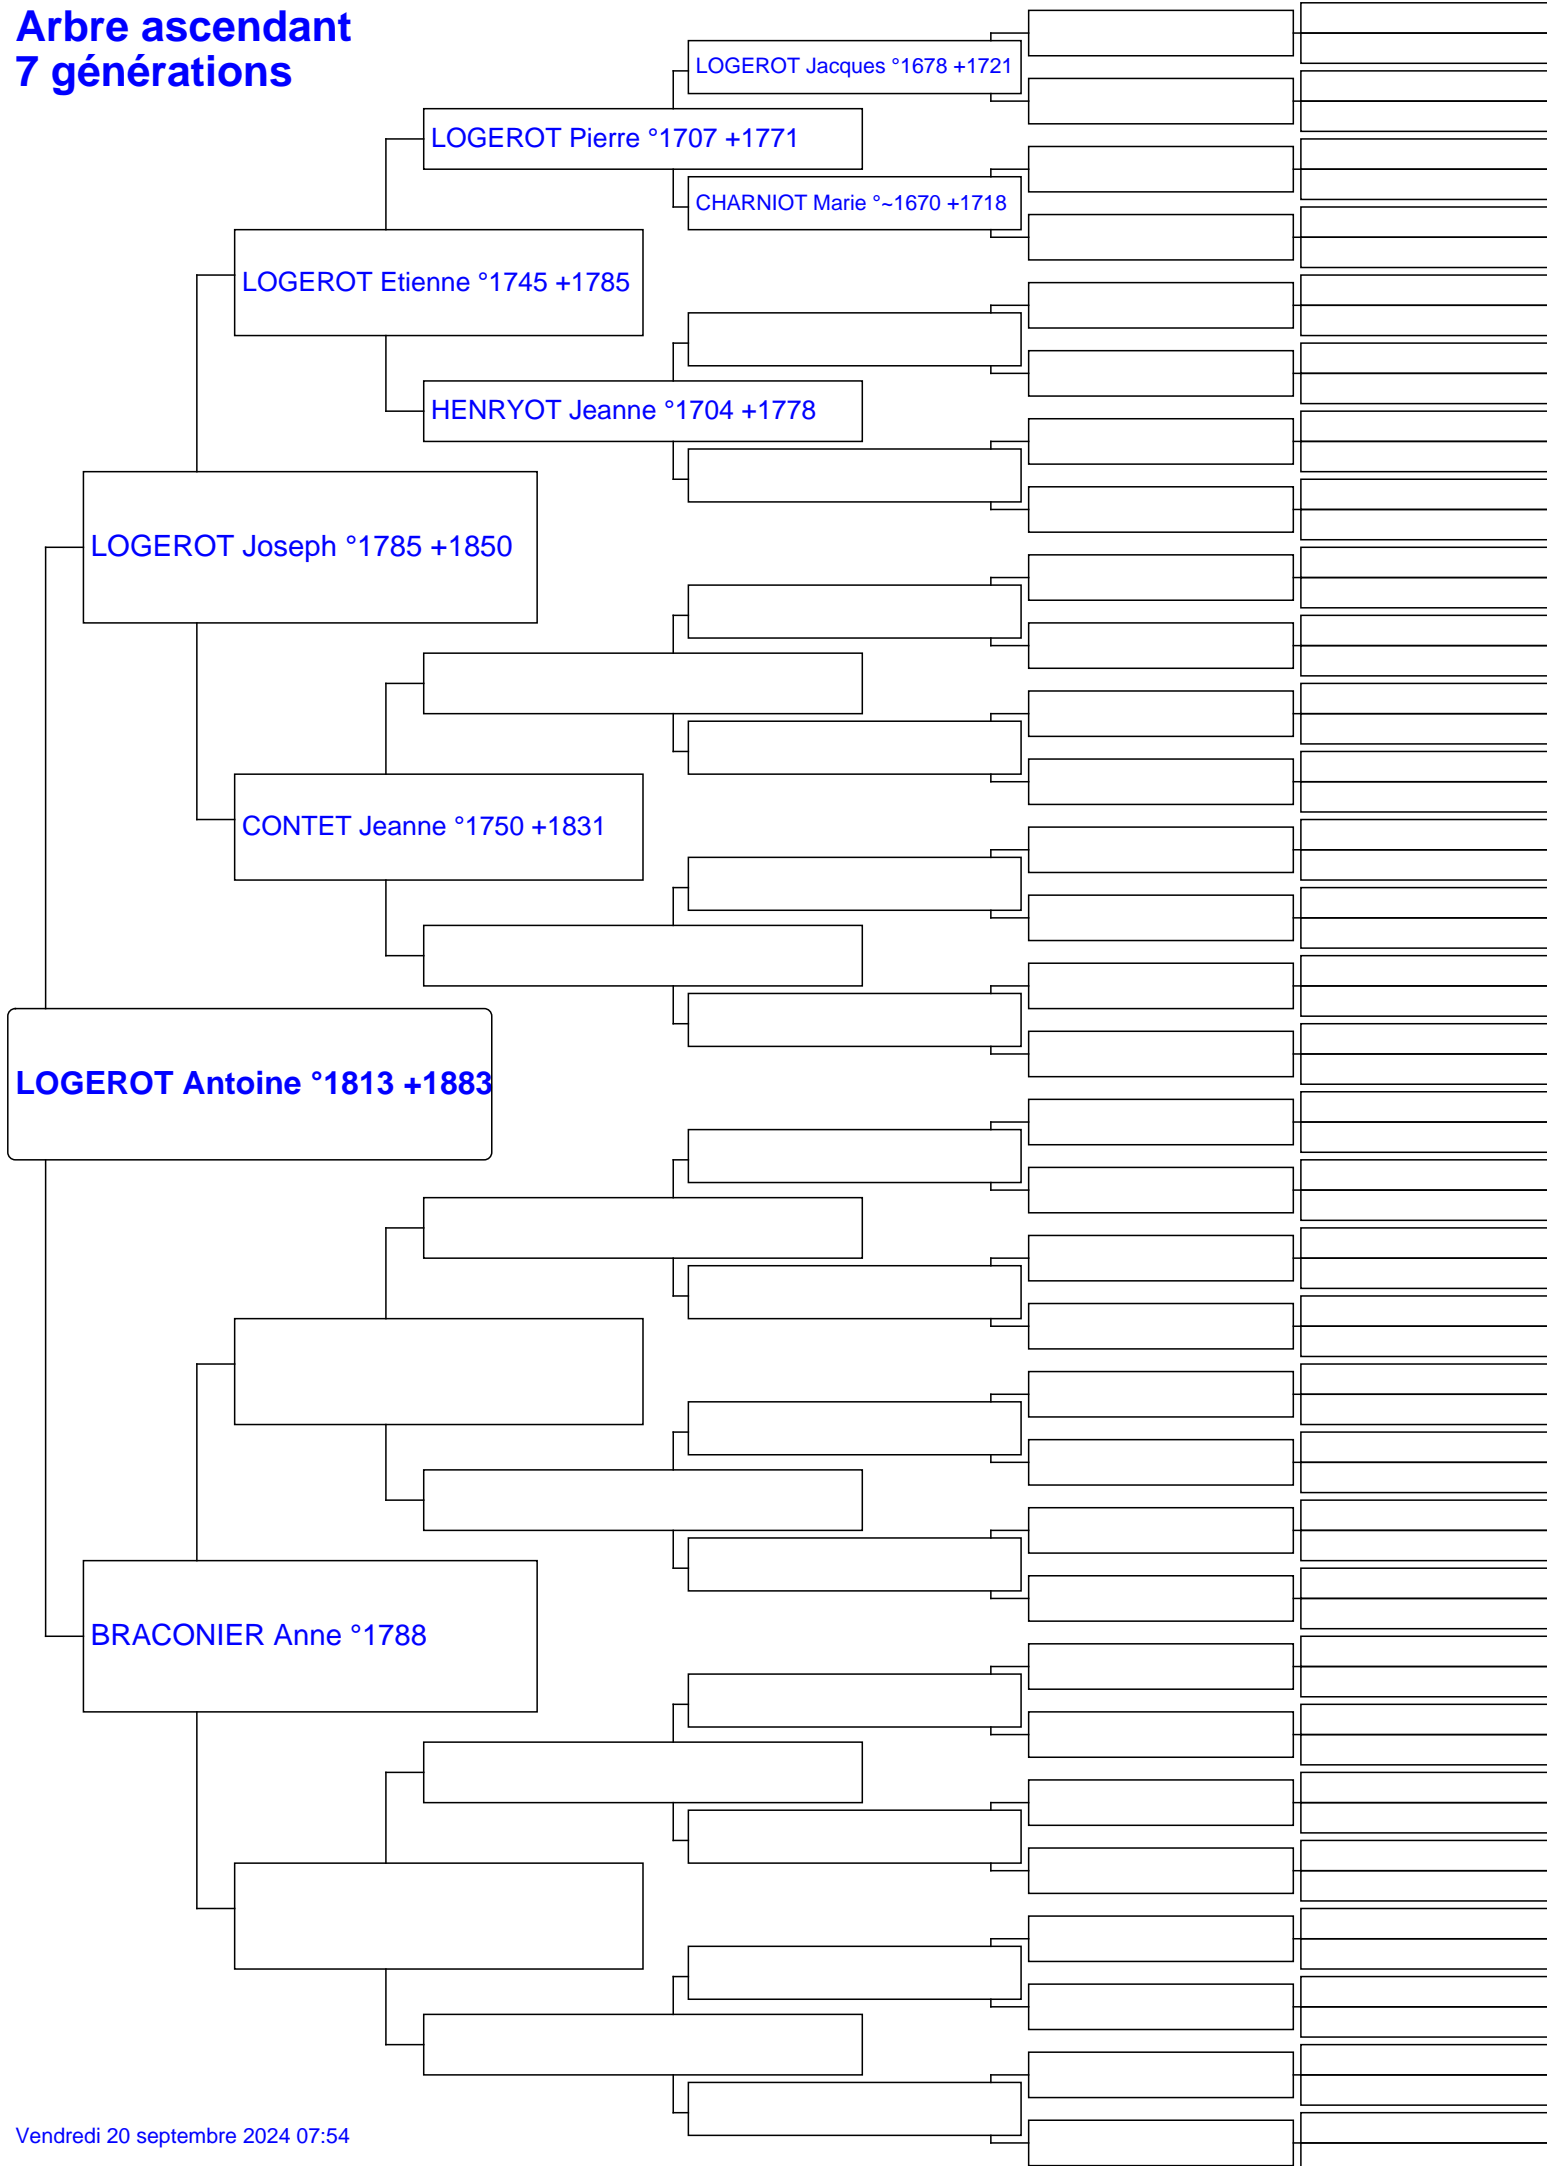 Arbre ascendant
7 générations
LOGEROT Jacques °1678 +1721
LOGEROT Pierre °1707 +1771
CHARNIOT Marie °~1670 +1718
LOGEROT Etienne °1745 +1785
HENRYOT Jeanne °1704 +1778
LOGEROT Joseph °1785 +1850
CONTET Jeanne °1750 +1831
LOGEROT Antoine °1813 +1883
BRACONIER Anne °1788
Vendredi 20 septembre 2024 07:54